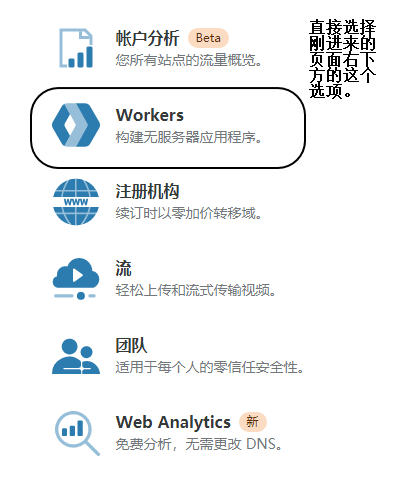 帐户分析 Beta
您所有站点的流量概览。
直接选择
刚进来的
页面右下
方的这个
选项。
Workers
构建无服务器应用程序。
注册机构
WWW
续订时以零加价转移域。
流
轻松上传和流式传输视频。
团队
适用于每个人的零信任安全性。
Web Analytics 新
免费分析，无需更改 DNS。